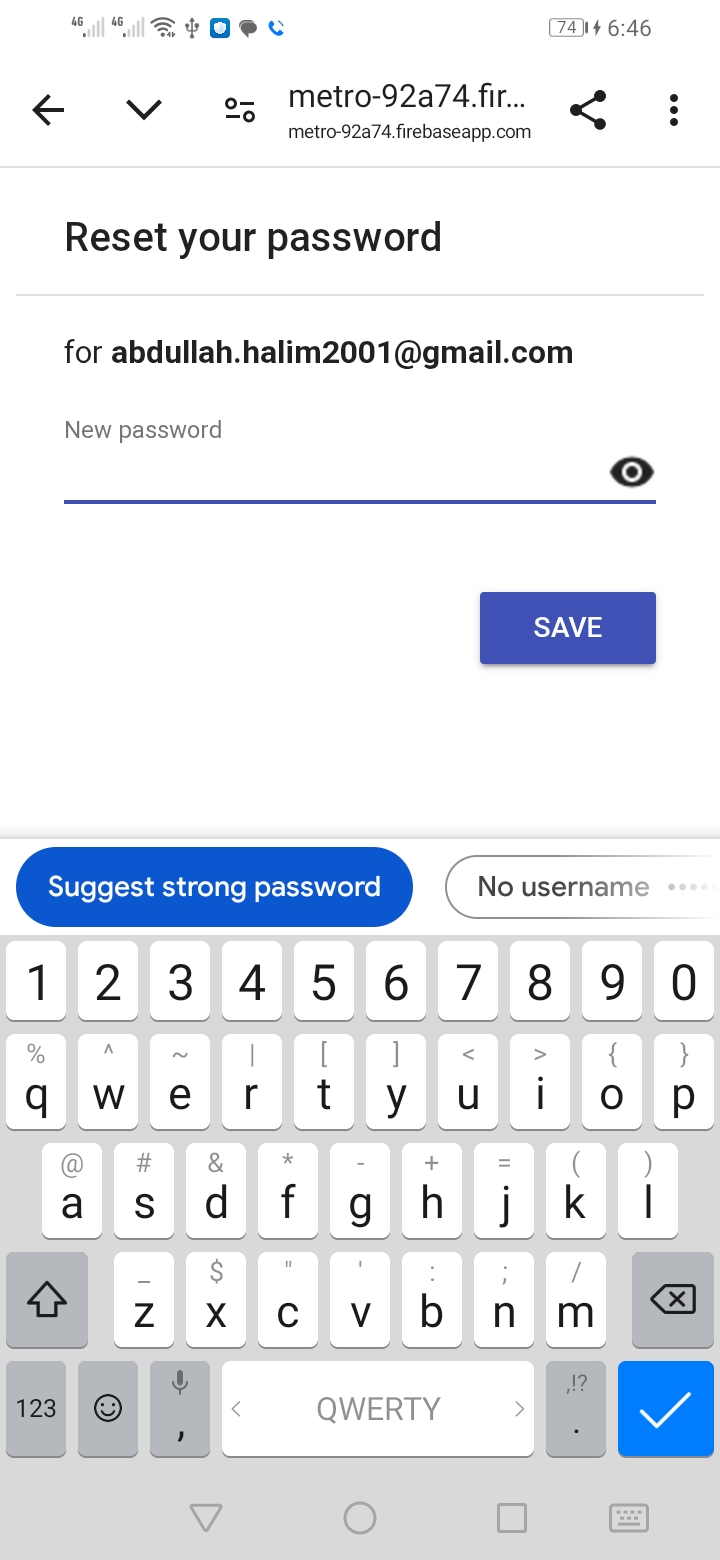 4G 4G 74 6:46
metro-92a74.fir...
metro-92a74.firebaseapp.com
Reset your password
for abdullah.halim2001@gmail.com
New password
SAVE
Suggest strong password No username
1 2 3 4 5 6 7 8 9 0
% ^ ~ | [ ] < > { }
q w e r t y u i o p
@ # & * - + = ( )
a s d f g h j k l
_ $ " ' : ; /
z x c v b n m
,!?
123 , < QWERTY > .